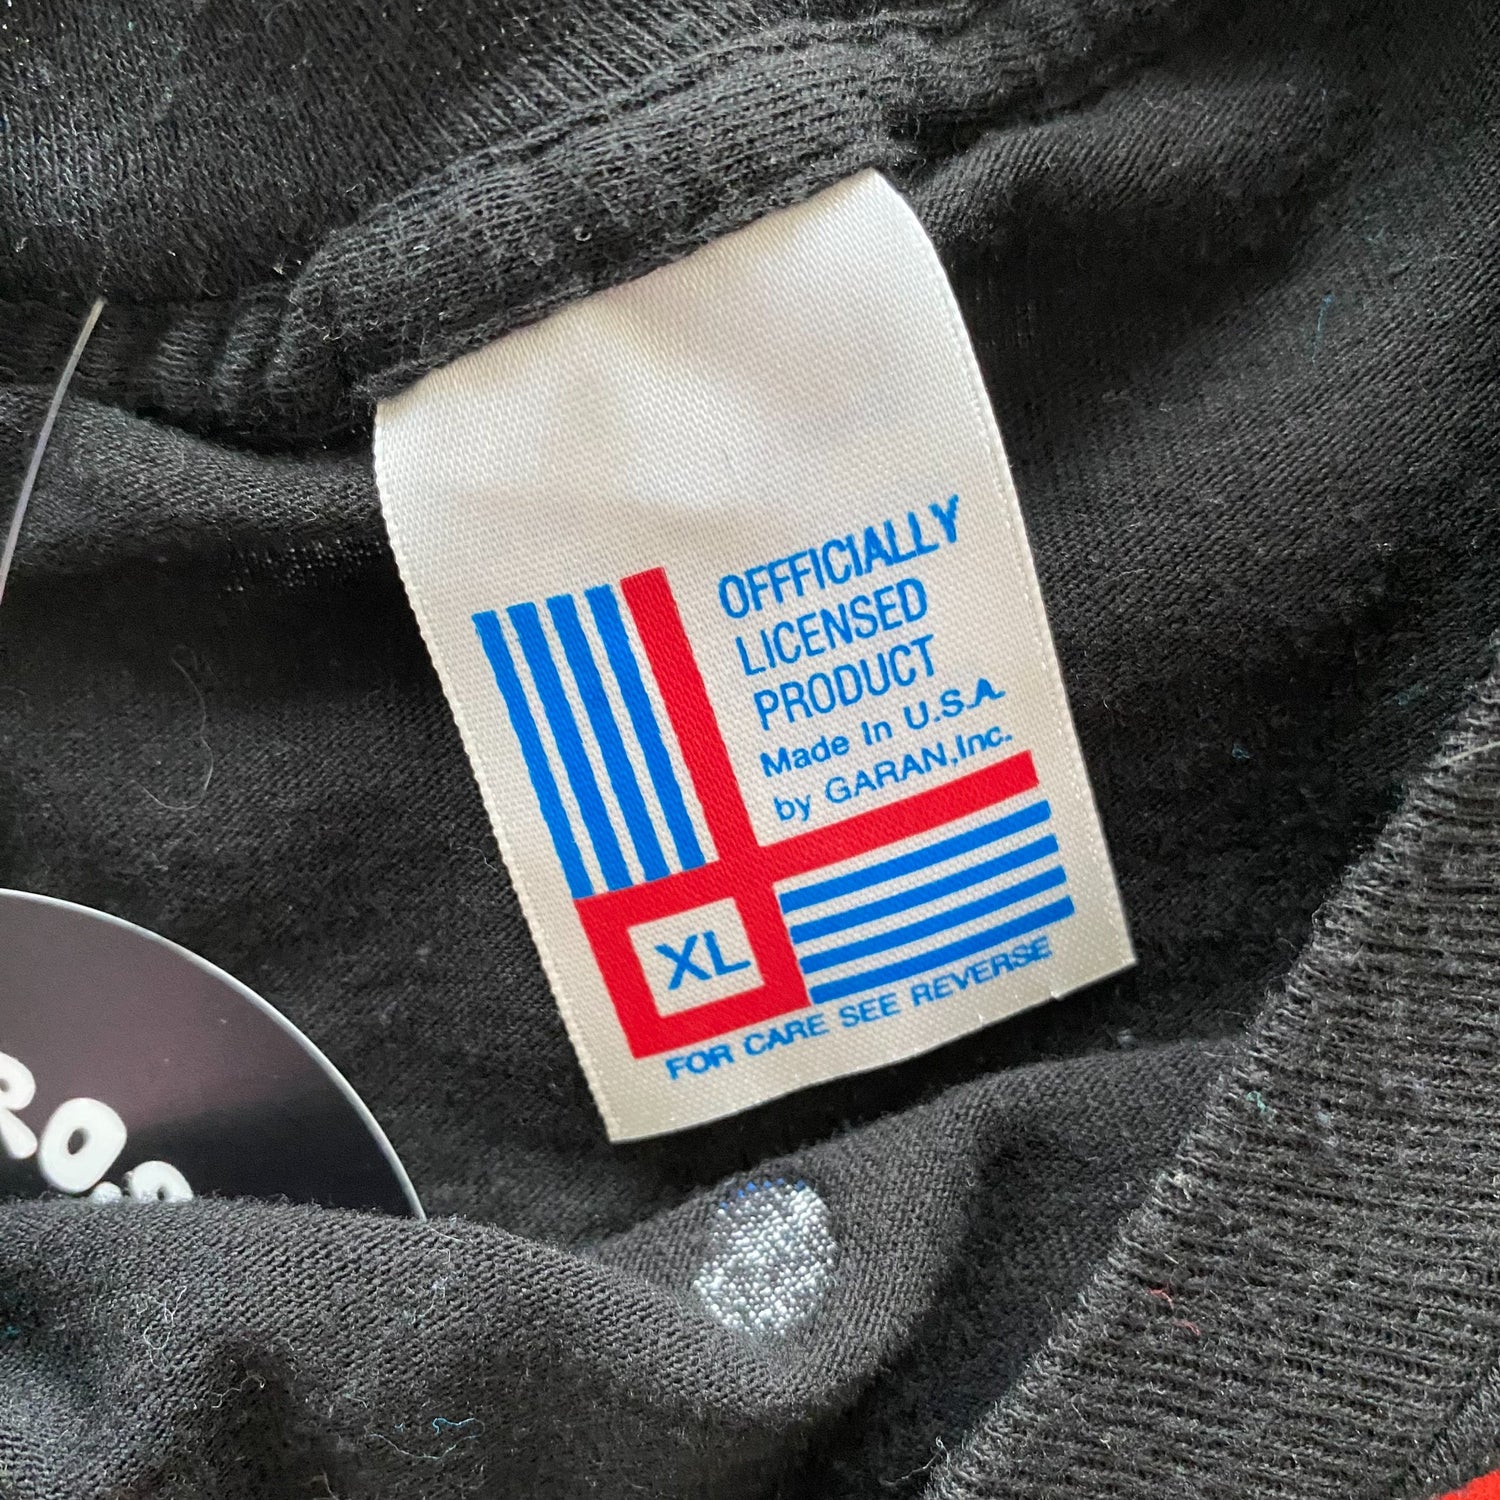 OFFFICIALLY
LICENSED
PRODUCT
Made In U.S.A.
by GARAN,Inc.
XL
FOR CARE SEE REVERSE